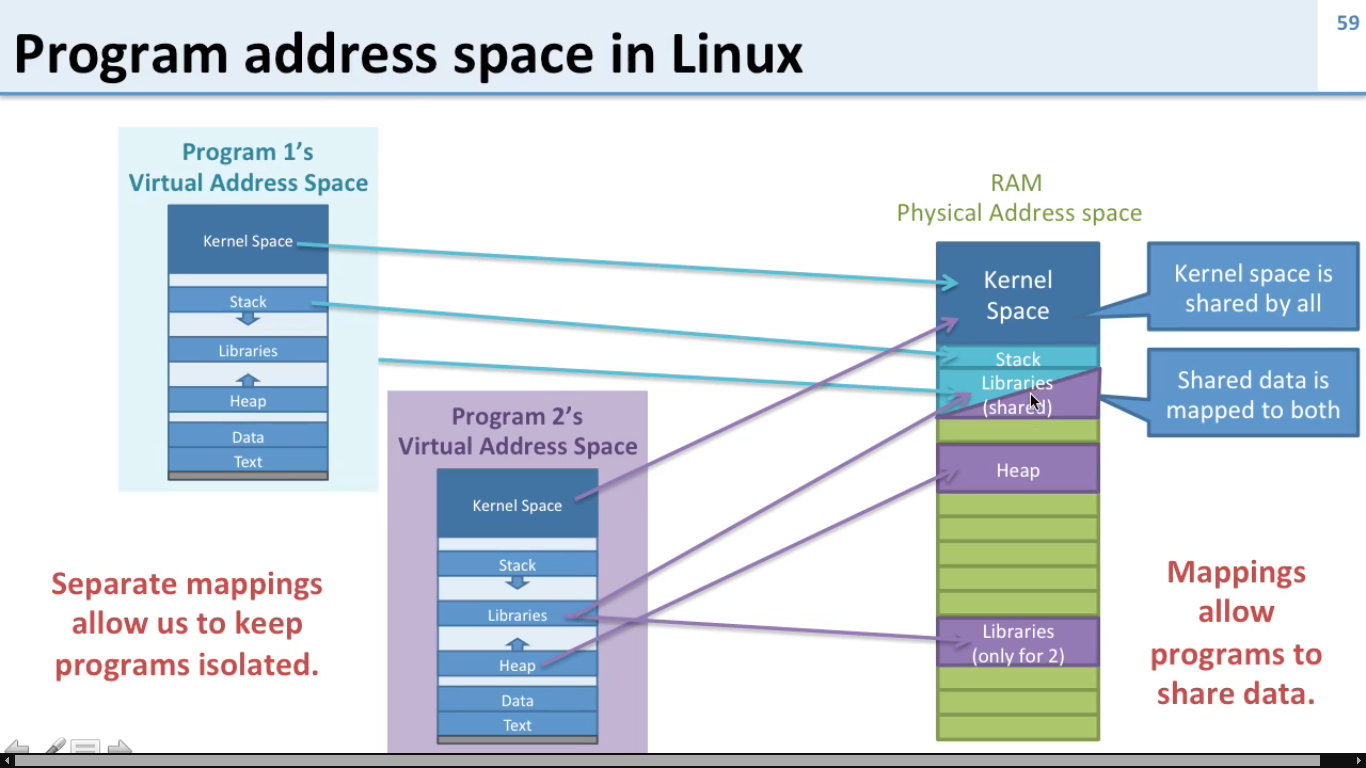 Program address space in Linux
59
Program 1's
Virtual Address Space
Kernel Space
Stack
Libraries
Heap
Data
Text
Program 2's
Virtual Address Space
Kernel Space
Stack
Libraries
Heap
Data
Text
RAM
Physical Address space
Kernel
Space
Stack
Libraries
(shared)
Heap
Libraries
(only for 2)
Kernel space is
shared by all
Shared data is
mapped to both
Separate mappings
allow us to keep
programs isolated.
Mappings
allow
programs to
share data.